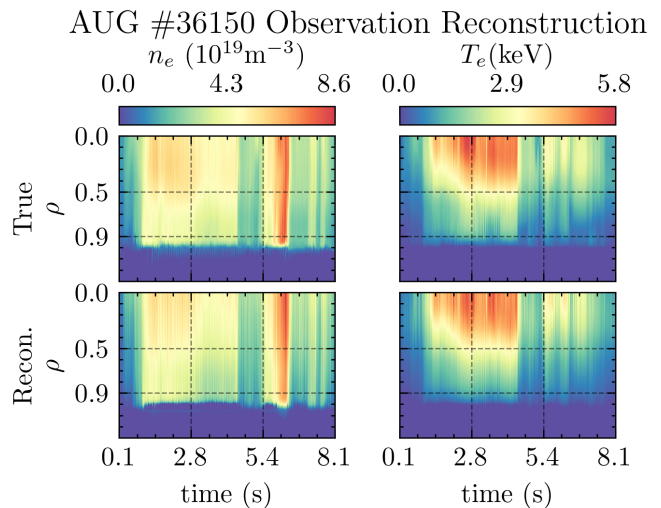 AUG #36150 Observation Reconstruction
n_e (10^19 m^−3) T_e(keV)
0.0 4.3 8.6 0.0 2.9 5.8
True
ρ
0.0
0.5
0.9
Recon.
ρ
0.0
0.5
0.9
0.1 2.8 5.4 8.1 0.1 2.8 5.4 8.1
time (s) time (s)